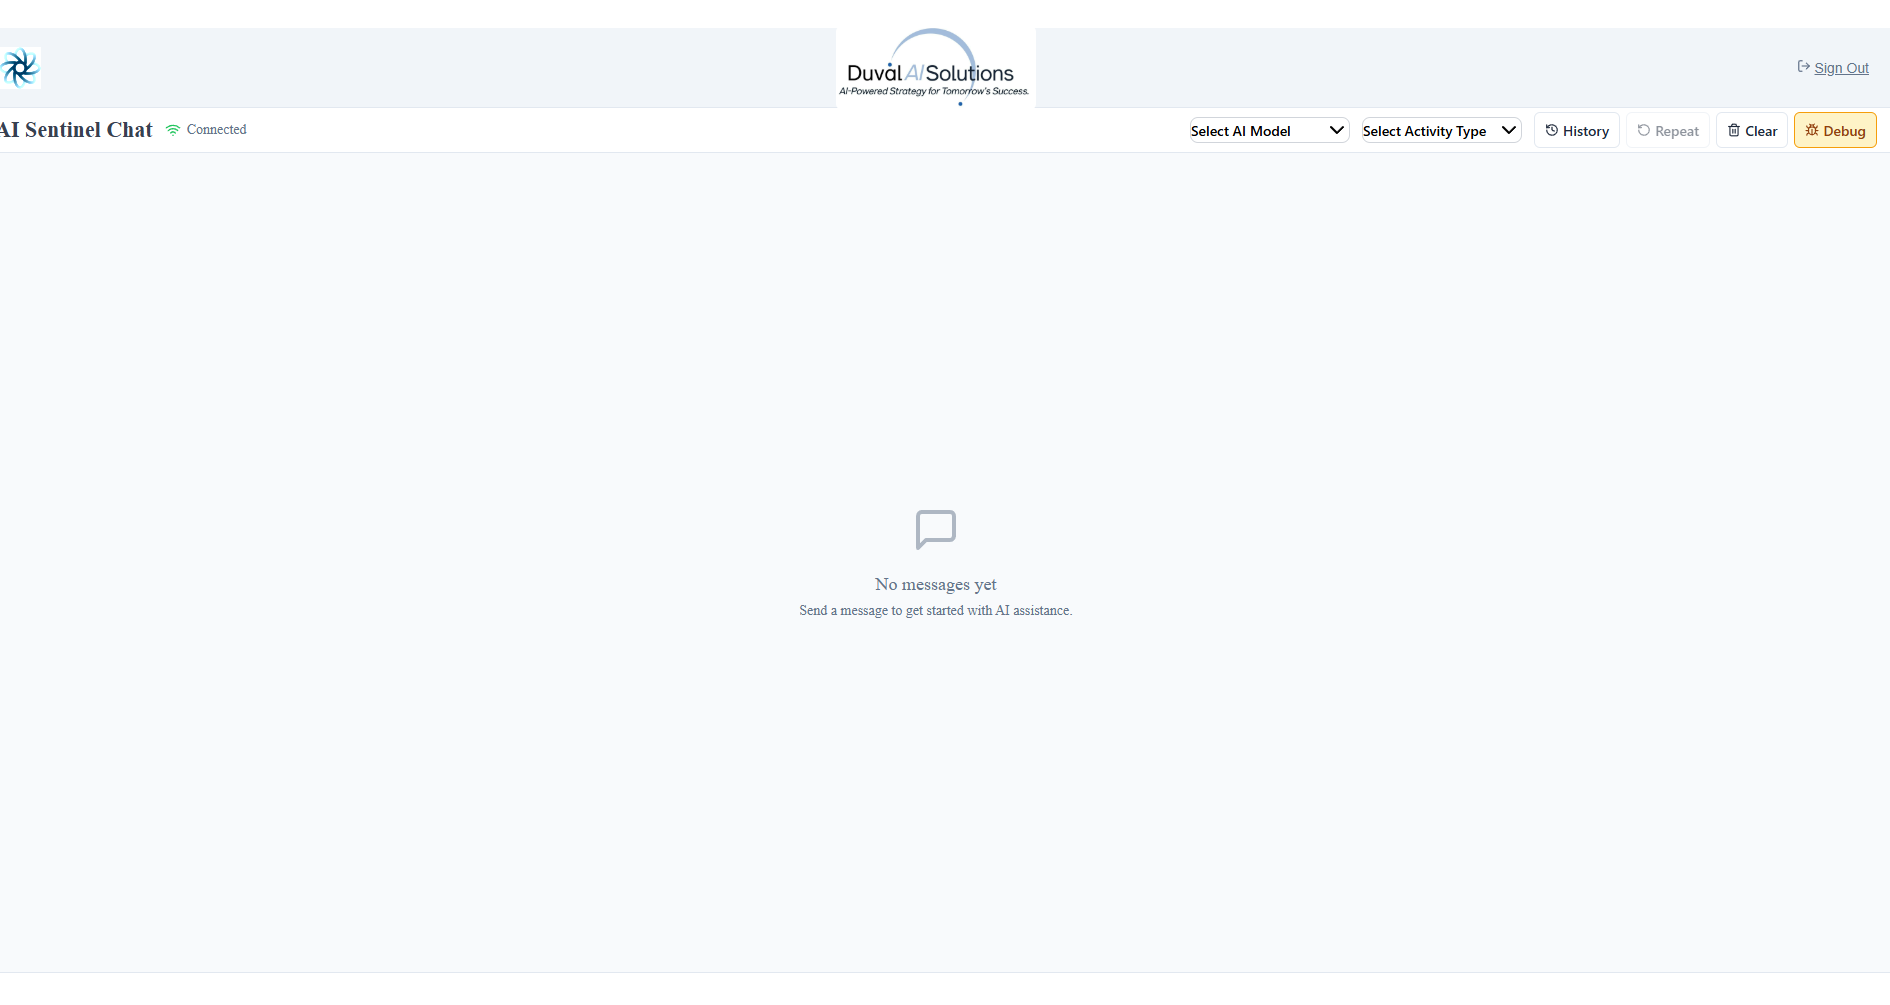 Duval AI Solutions
AI-Powered Strategy for Tomorrow's Success.
Sign Out
AI Sentinel Chat
Connected
Select AI Model
Select Activity Type
History
Repeat
Clear
Debug
No messages yet
Send a message to get started with AI assistance.